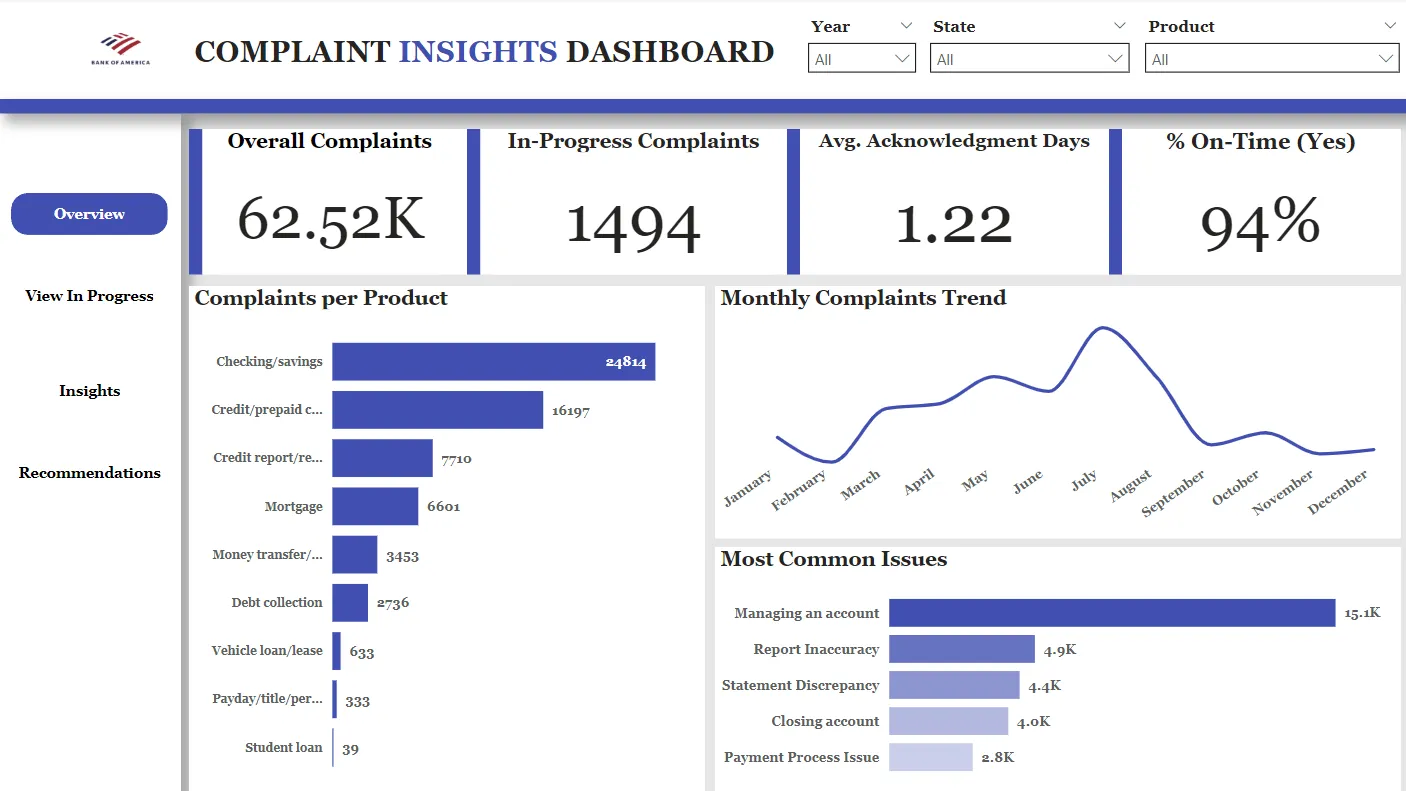 BANK OF AMERICA
COMPLAINT INSIGHTS DASHBOARD
Year
All
State
All
Product
All
Overview
View In Progress
Insights
Recommendations
Overall Complaints
62.52K
In-Progress Complaints
1494
Avg. Acknowledgment Days
1.22
% On-Time (Yes)
94%
Complaints per Product
Checking/savings 24814
Credit/prepaid c... 16197
Credit report/re... 7710
Mortgage 6601
Money transfer/... 3453
Debt collection 2736
Vehicle loan/lease 633
Payday/title/per... 333
Student loan 39
Monthly Complaints Trend
January February March April May June July August September October November December
Most Common Issues
Managing an account 15.1K
Report Inaccuracy 4.9K
Statement Discrepancy 4.4K
Closing account 4.0K
Payment Process Issue 2.8K